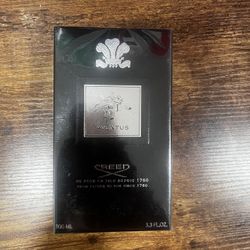 AVENTUS
CREED
DE PERE EN FILS DEPUIS 1760
FROM FATHER TO SON SINCE 1760
100 ML 3.3 FL.OZ.